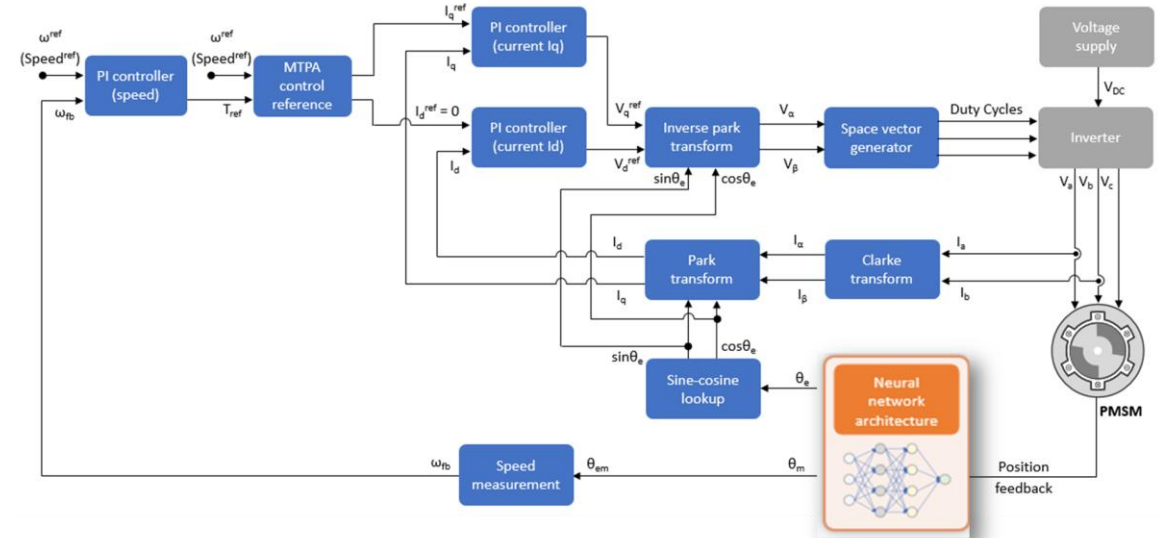 ω^ref
(Speed^ref)
ω_fb
PI controller
(speed)
ω^ref
(Speed^ref)
T_ref
MTPA
control
reference
I_q^ref
I_q
PI controller
(current Iq)
I_d^ref = 0
I_d
PI controller
(current Id)
V_q^ref
V_d^ref
Inverse park
transform
sinθ_e
cosθ_e
V_α
V_β
Space vector
generator
Duty Cycles
Voltage
supply
V_DC
Inverter
V_a
V_b
V_c
I_d
I_q
Park
transform
I_α
I_β
Clarke
transform
I_a
I_b
sinθ_e
cosθ_e
Sine-cosine
lookup
θ_e
Neural
network
architecture
PMSM
ω_fb
Speed
measurement
θ_em
θ_m
Position
feedback